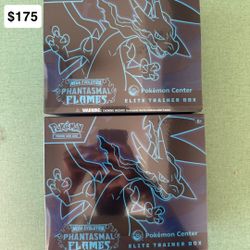 $175
MEGA EVOLUTION
PHANTASMAL
FLAMES
Pokémon Center
ELITE TRAINER BOX
POKÉMON
MEGA EVOLUTION
PHANTASMAL
FLAMES
Pokémon Center
ELITE TRAINER BOX